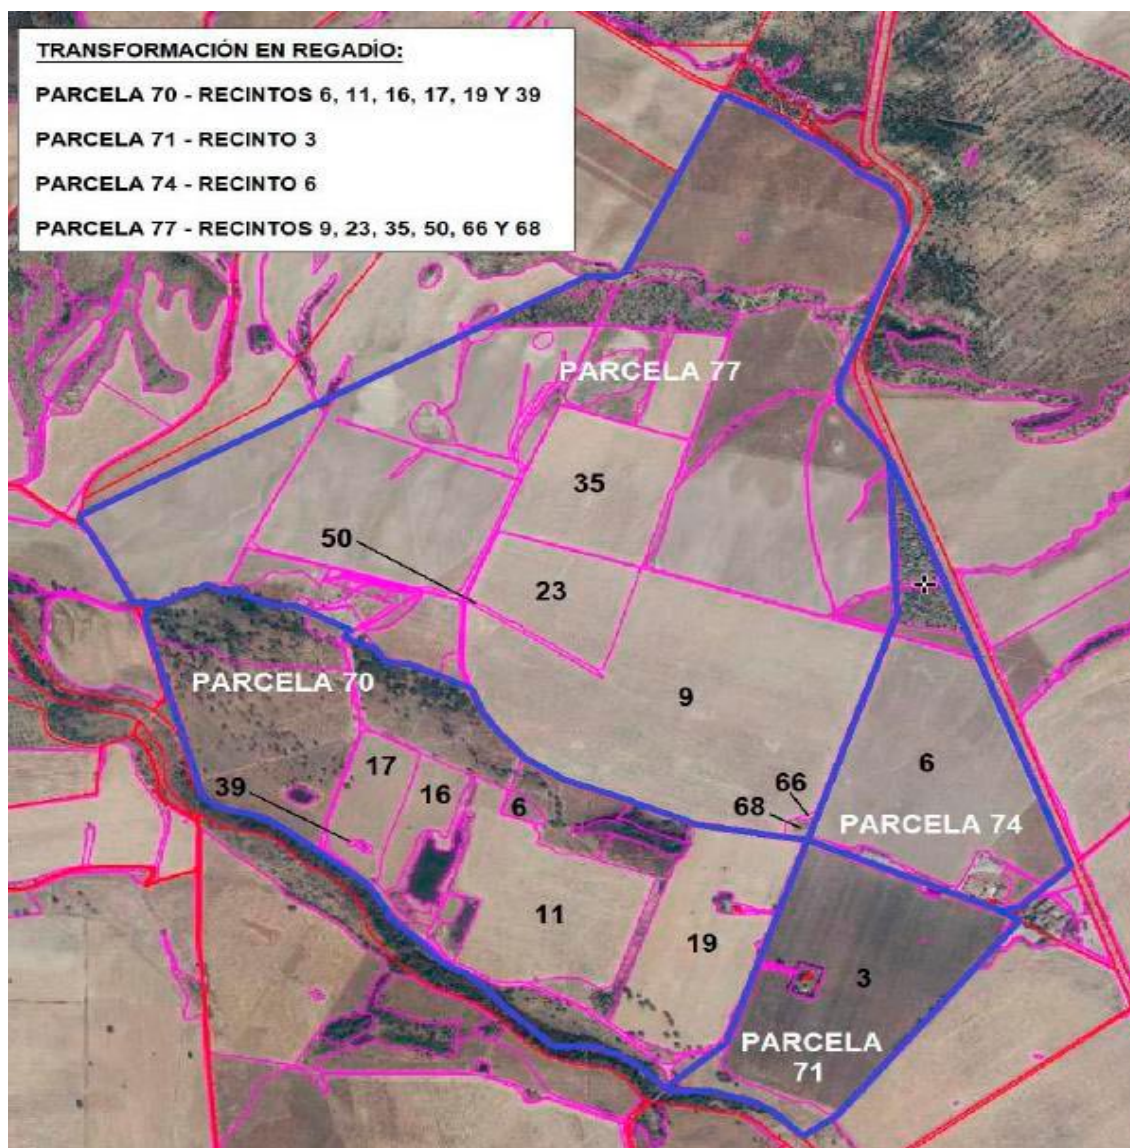 TRANSFORMACIÓN EN REGADÍO:
PARCELA 70 - RECINTOS 6, 11, 16, 17, 19 Y 39
PARCELA 71 - RECINTO 3
PARCELA 74 - RECINTO 6
PARCELA 77 - RECINTOS 9, 23, 35, 50, 66 Y 68
PARCELA 77
35
50
23
PARCELA 70
9
17
6
39
16
66
6
68
PARCELA 74
11
19
3
PARCELA
71